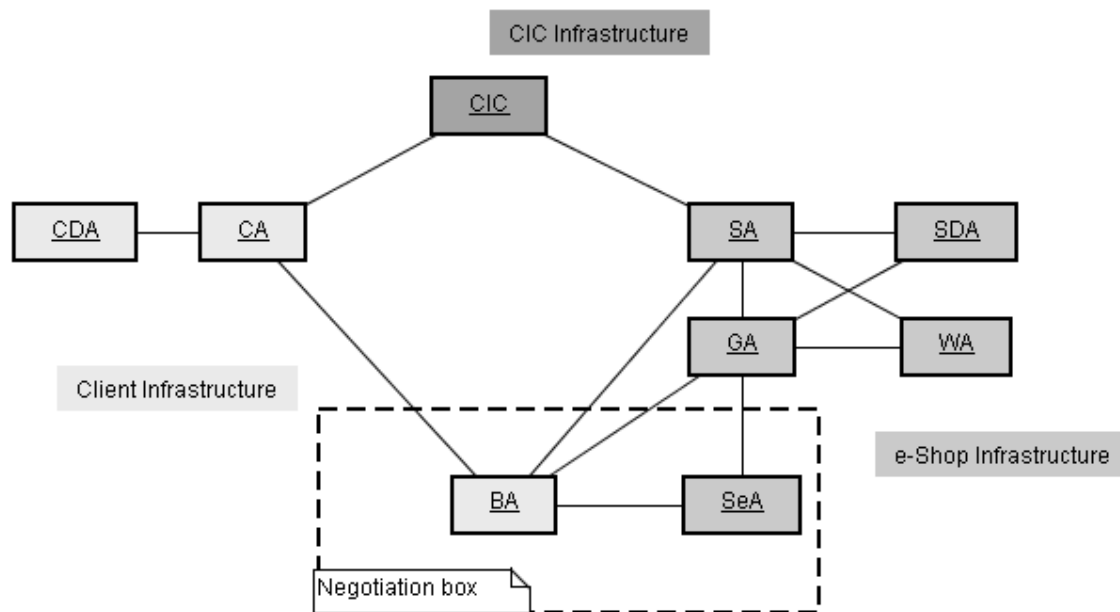 CIC Infrastructure
CIC
CDA
CA
SA
SDA
GA
WA
Client Infrastructure
e-Shop Infrastructure
BA
SeA
Negotiation box